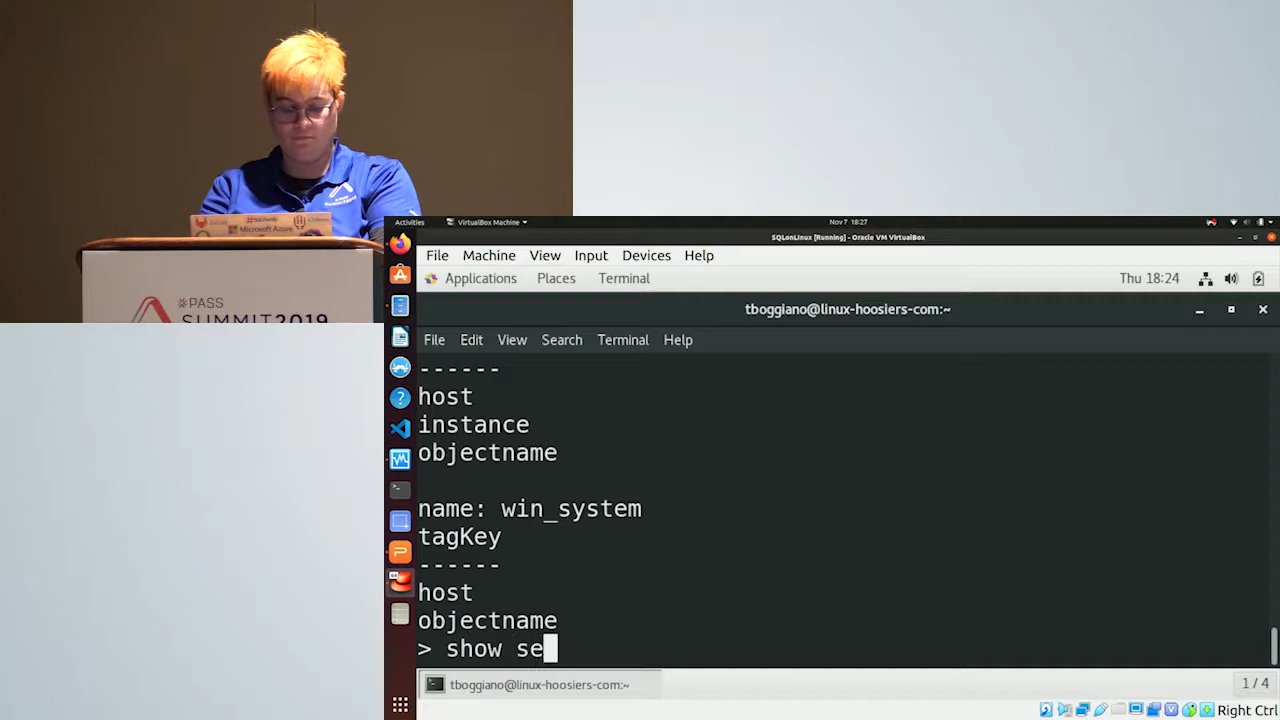 Microsoft Azure
PASS
SUMMIT 2019
Activities
VirtualBox Machine
Nov 7 18:27
SQLonLInux [Running] - Oracle VM VirtualBox
File Machine View Input Devices Help
Applications Places Terminal
Thu 18:24
tboggiano@linux-hoosiers-com:~
File Edit View Search Terminal Help
------
host
instance
objectname
name: win_system
tagKey
------
host
objectname
> show se
tboggiano@linux-hoosiers-com:~
1 / 4
Right Ctrl